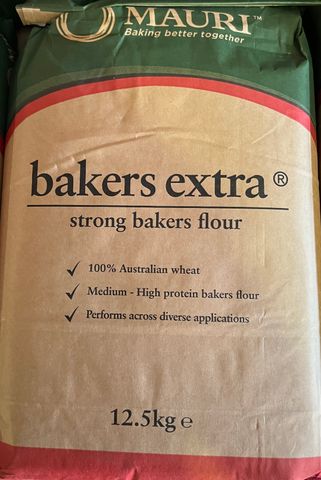 MAURI™
Baking better together
bakers extra®
strong bakers flour
✓ 100% Australian wheat
✓ Medium - High protein bakers flour
✓ Performs across diverse applications
12.5kg ℮